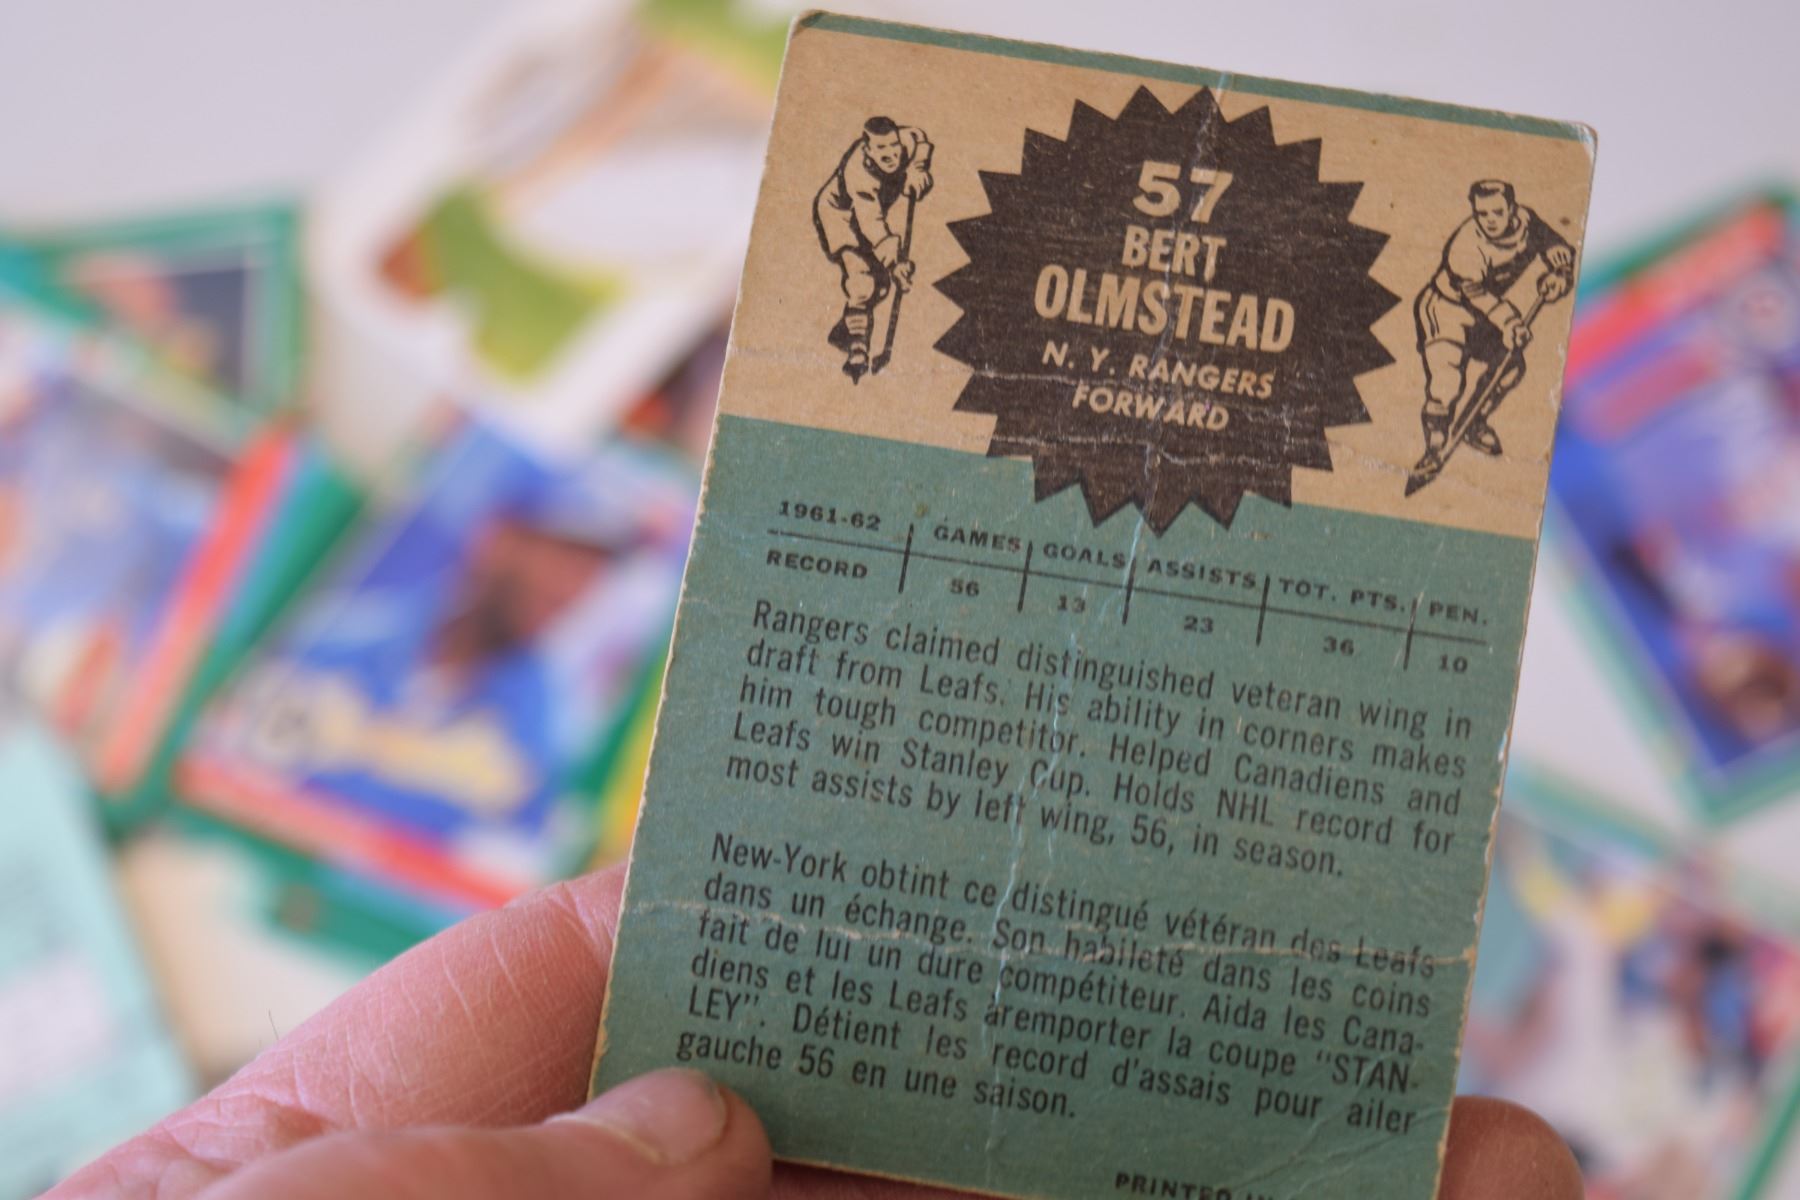 57
BERT
OLMSTEAD
N. Y. RANGERS
FORWARD
1961-62 GAMES GOALS ASSISTS TOT. PTS. PEN.
RECORD 56 13 23 36 10
Rangers claimed distinguished veteran wing in
draft from Leafs. His ability in corners makes
him tough competitor. Helped Canadiens and
Leafs win Stanley Cup. Holds NHL record for
most assists by left wing, 56, in season.
New-York obtint ce distingué vétéran des Leafs
dans un échange. Son habileté dans les coins
fait de lui un dure compétiteur. Aida les Cana-
diens et les Leafs àremporter la coupe "STAN-
LEY". Détient les record d'assais pour ailer
gauche 56 en une saison.
PRINTED IN